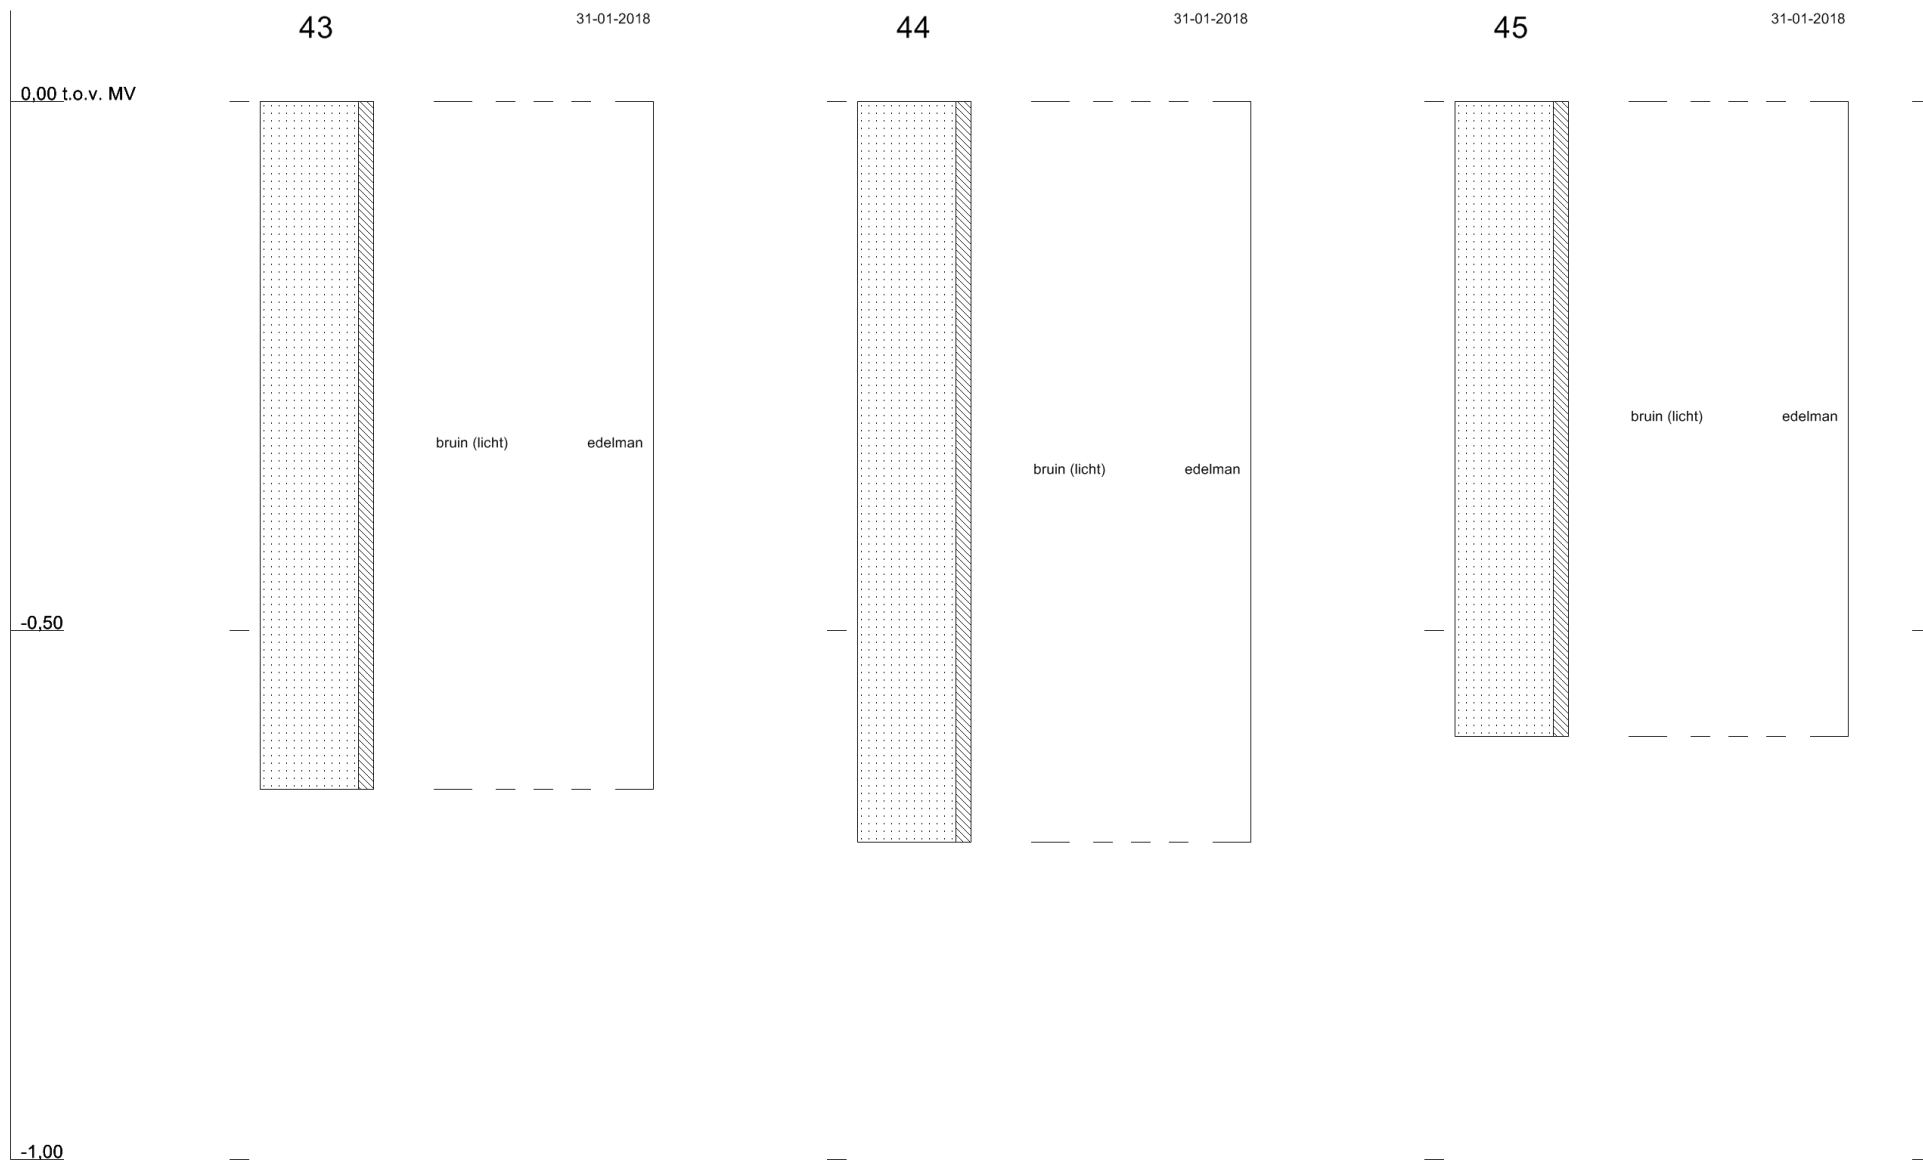 43
31-01-2018
44
31-01-2018
45
31-01-2018
0,00 t.o.v. MV
bruin (licht)
edelman
bruin (licht)
edelman
bruin (licht)
edelman
-0,50
-1,00